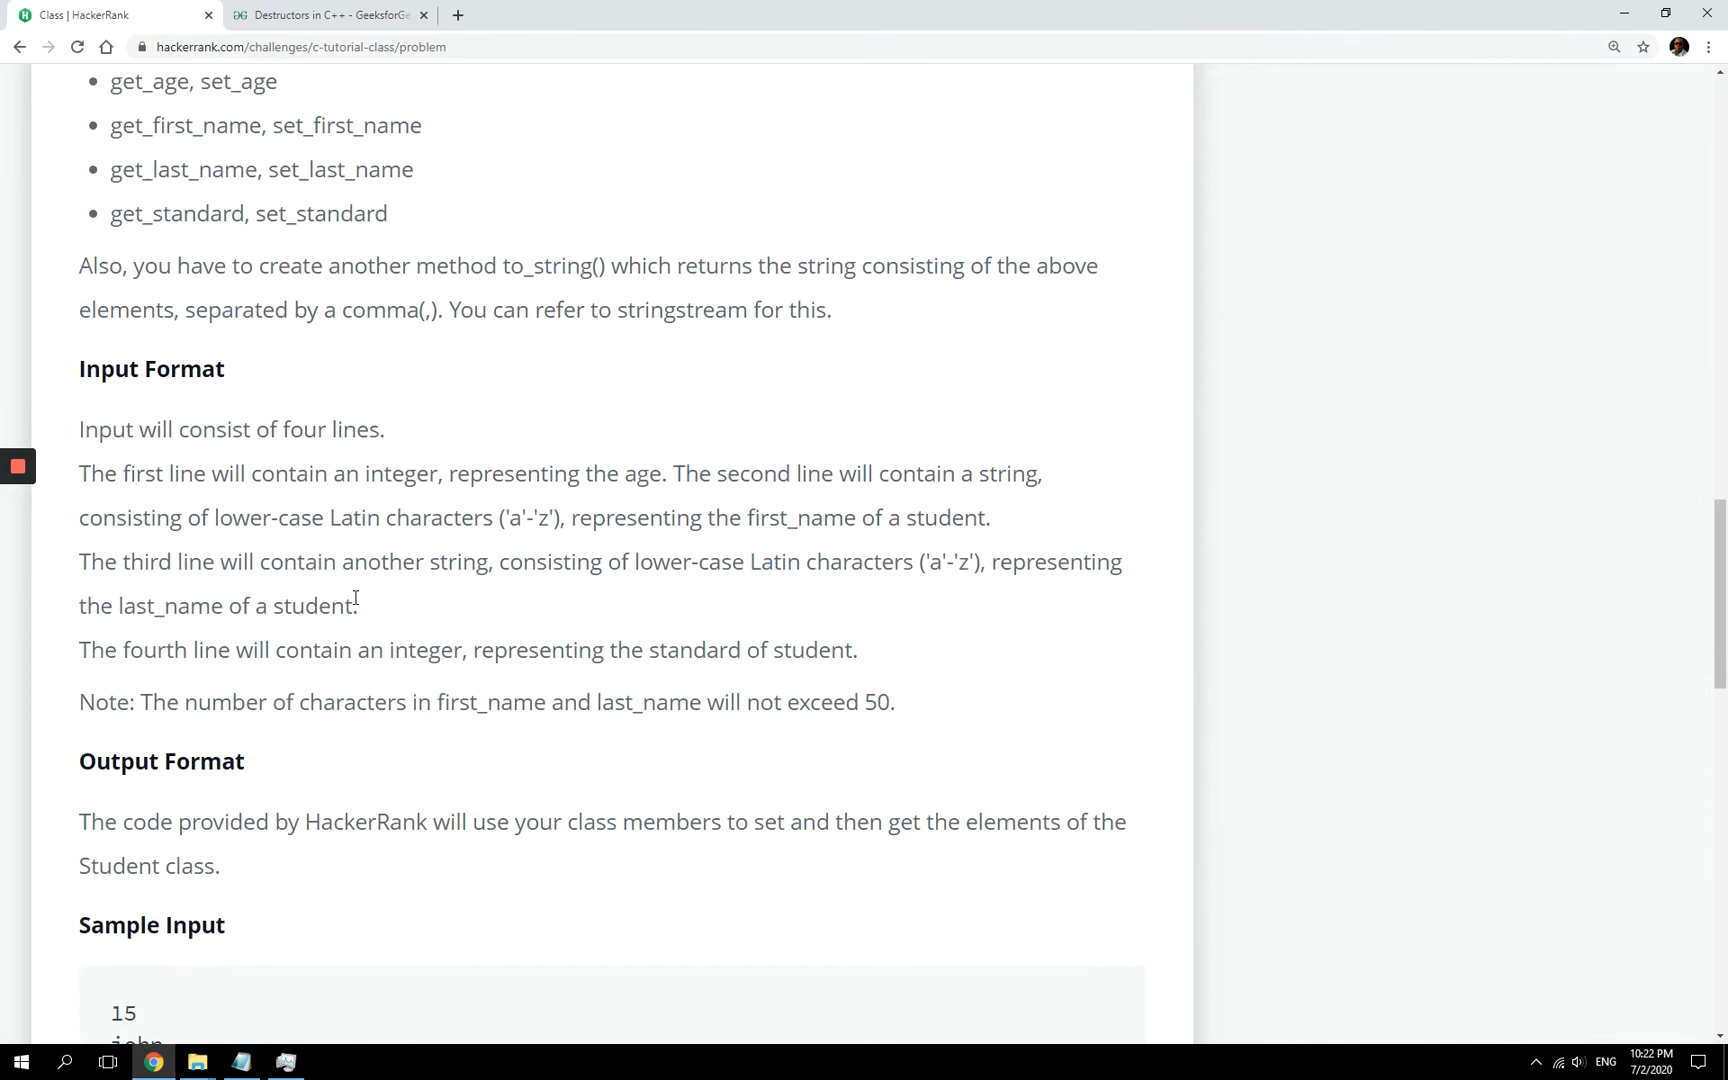 Class | HackerRank
Destructors in C++ - GeeksforGe
hackerrank.com/challenges/c-tutorial-class/problem
• get_age, set_age
• get_first_name, set_first_name
• get_last_name, set_last_name
• get_standard, set_standard
Also, you have to create another method to_string() which returns the string consisting of the above
elements, separated by a comma(,). You can refer to stringstream for this.
Input Format
Input will consist of four lines.
The first line will contain an integer, representing the age. The second line will contain a string,
consisting of lower-case Latin characters ('a'-'z'), representing the first_name of a student.
The third line will contain another string, consisting of lower-case Latin characters ('a'-'z'), representing
the last_name of a student.
The fourth line will contain an integer, representing the standard of student.
Note: The number of characters in first_name and last_name will not exceed 50.
Output Format
The code provided by HackerRank will use your class members to set and then get the elements of the
Student class.
Sample Input
15
john
ENG
10:22 PM
7/2/2020